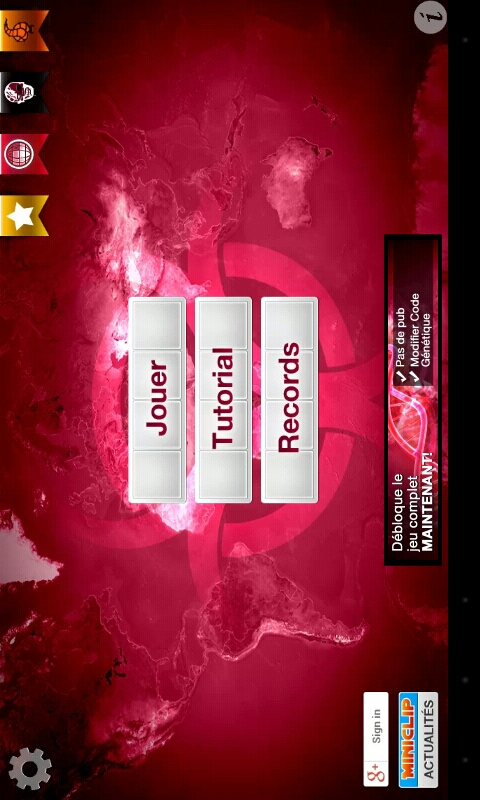 Jouer
Tutorial
Records
Débloque le
jeu complet
MAINTENANT!
✓ Pas de pub
✓ Modifier Code
Génétique
g+ Sign in
MINICLIP
ACTUALITÉS
i